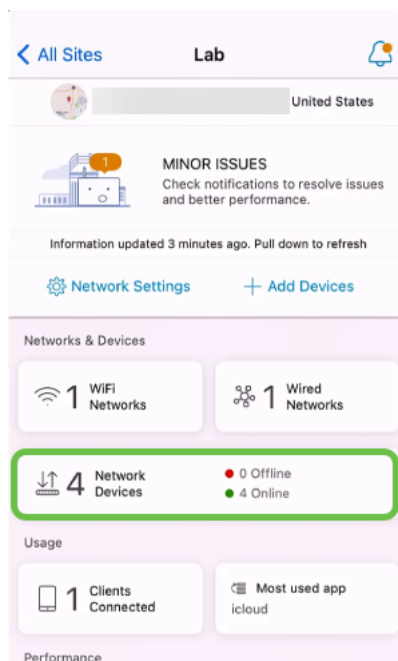 All Sites
Lab
United States
1
MINOR ISSUES
Check notifications to resolve issues
and better performance.
Information updated 3 minutes ago. Pull down to refresh
Network Settings
Add Devices
Networks & Devices
1 WiFi
Networks
1 Wired
Networks
4 Network
Devices
0 Offline
4 Online
Usage
1 Clients
Connected
Most used app
icloud
Performance